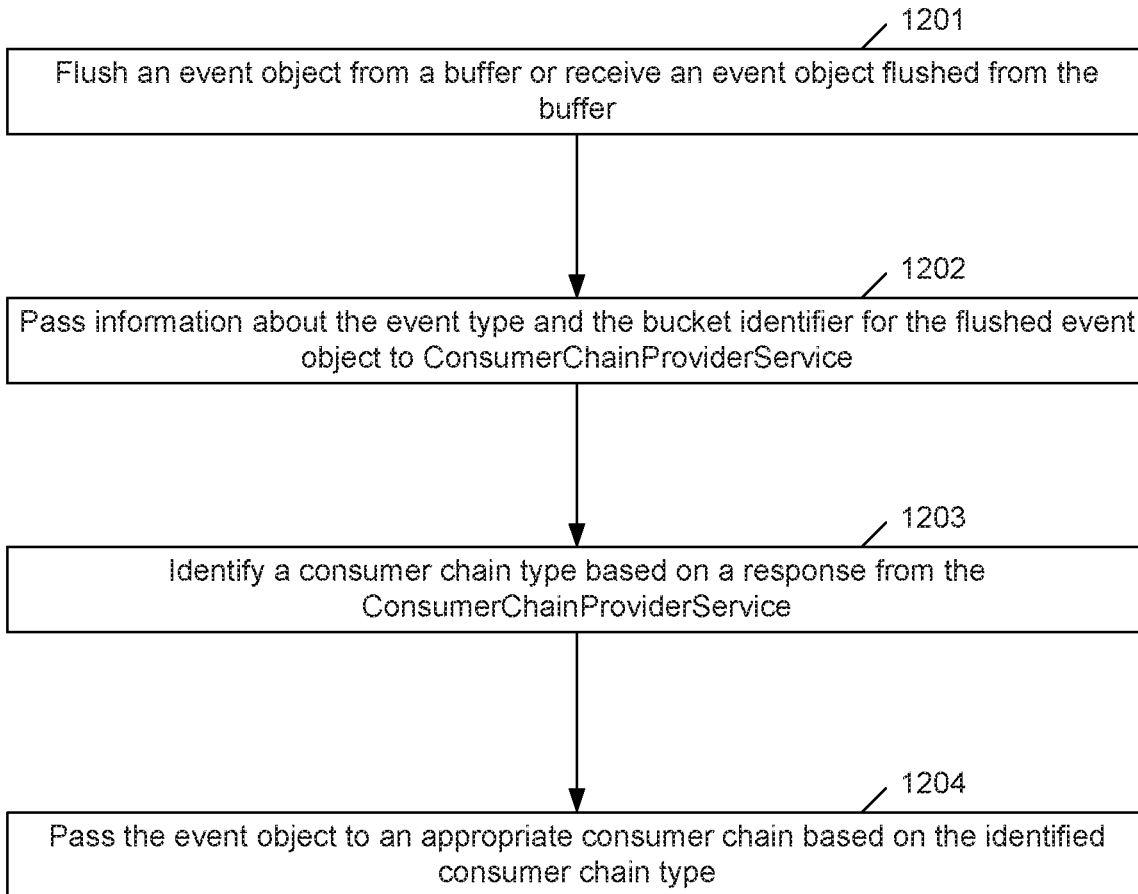 1201
Flush an event object from a buffer or receive an event object flushed from the
buffer
1202
Pass information about the event type and the bucket identifier for the flushed event
object to ConsumerChainProviderService
1203
Identify a consumer chain type based on a response from the
ConsumerChainProviderService
1204
Pass the event object to an appropriate consumer chain based on the identified
consumer chain type